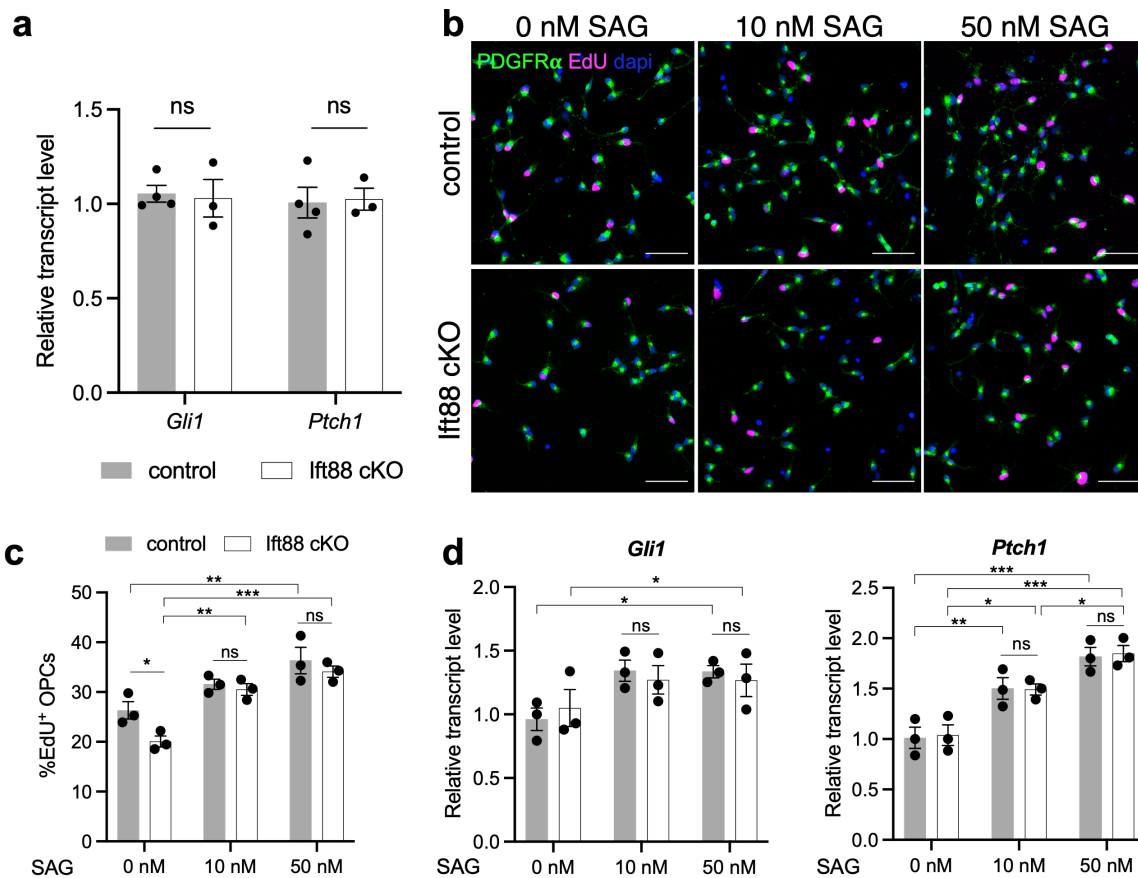 a
Relative transcript level
1.5
1.0
0.5
0.0
ns
ns
Gli1
Ptch1
control
Ift88 cKO
b
0 nM SAG
10 nM SAG
50 nM SAG
PDGFRα EdU dapi
control
Ift88 cKO
c
control
Ift88 cKO
%EdU⁺ OPCs
50
40
30
20
10
0
**
***
**
*
ns
ns
SAG
0 nM
10 nM
50 nM
d
Gli1
Relative transcript level
2.0
1.5
1.0
0.5
0.0
*
*
ns
ns
SAG
0 nM
10 nM
50 nM
Ptch1
Relative transcript level
2.5
2.0
1.5
1.0
0.5
0.0
***
***
*
*
**
ns
ns
SAG
0 nM
10 nM
50 nM